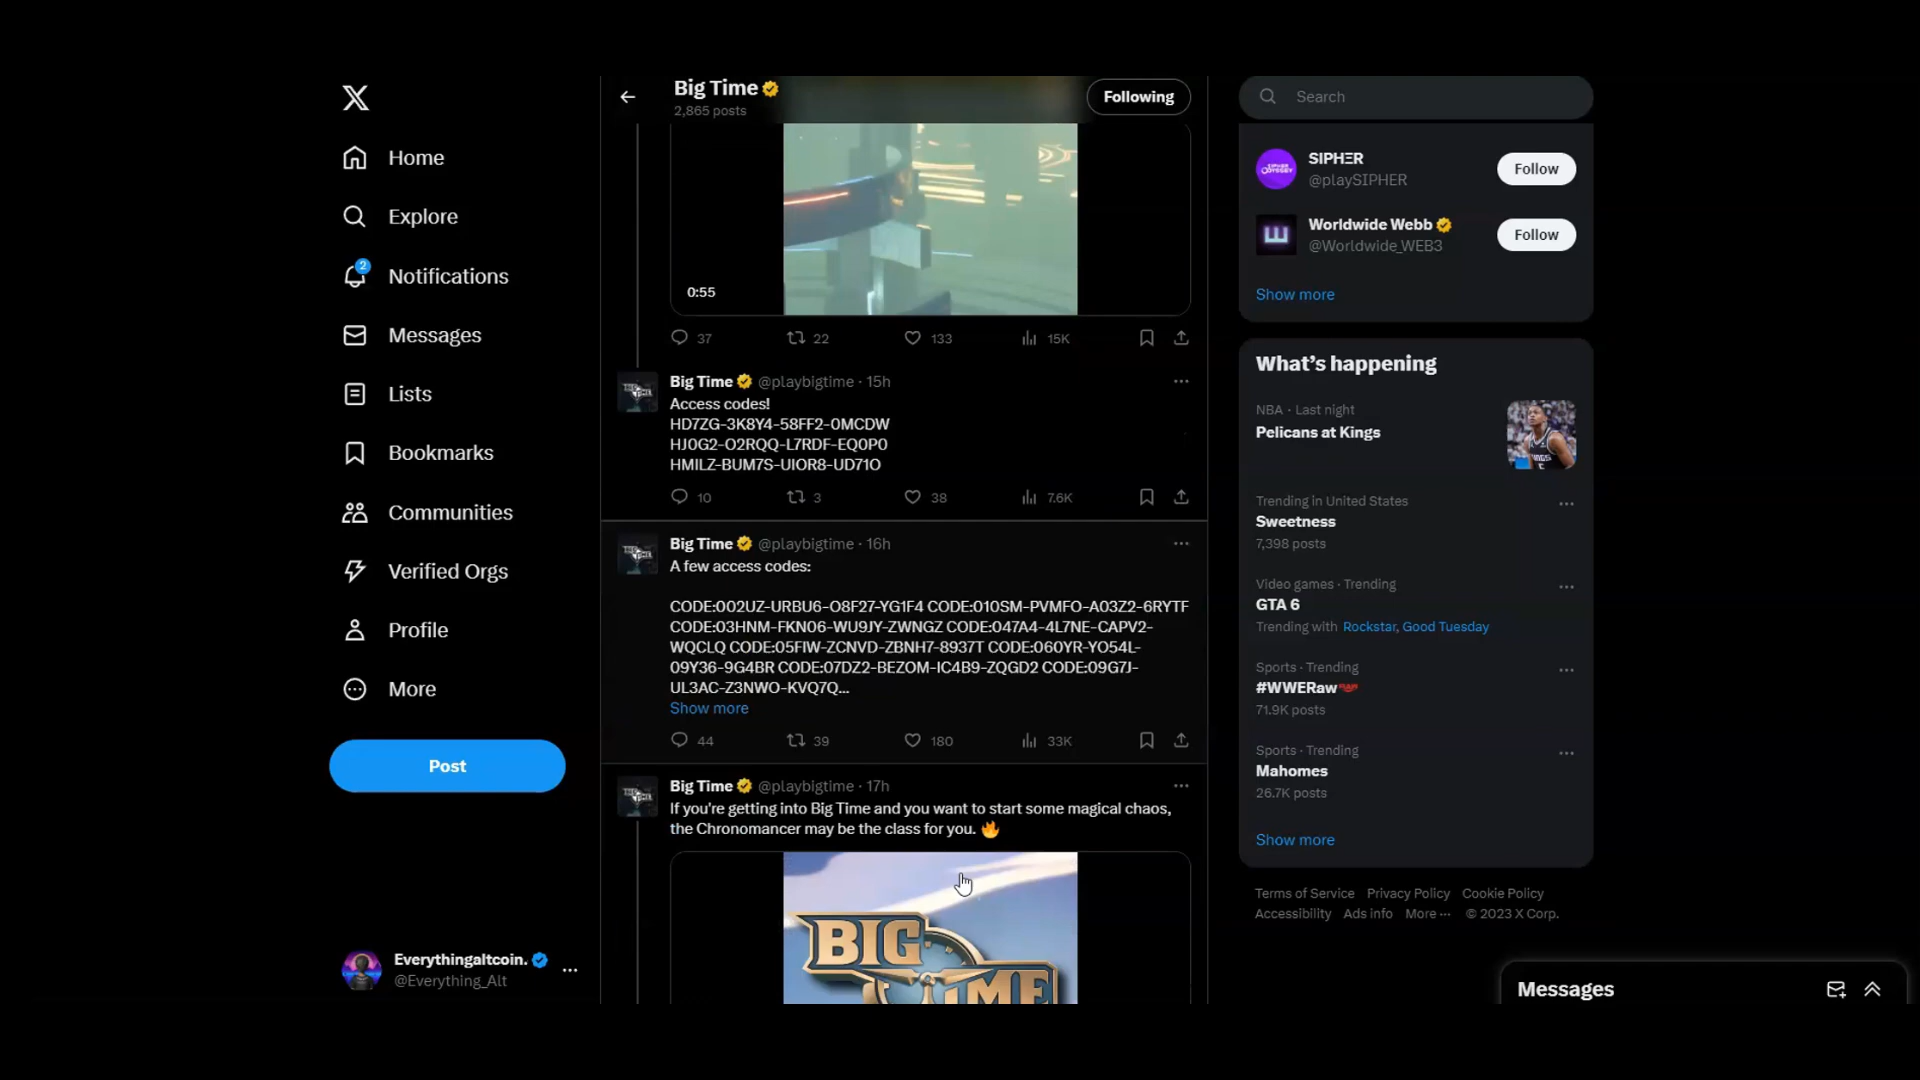 Home
Explore
2
Notifications
Messages
Lists
Bookmarks
Communities
Verified Orgs
Profile
More
Post
Everythingaltcoin.
@Everything_Alt
Big Time
2,865 posts
Following
0:55
37 22 133 15K
Big Time @playbigtime · 15h
Access codes!
HD7ZG-3K8Y4-58FF2-0MCDW
HJ0G2-O2RQQ-L7RDF-EQ0P0
HMILZ-BUM7S-UIOR8-UD71O
10 3 38 7.6K
Big Time @playbigtime · 16h
A few access codes:
CODE:002UZ-URBU6-O8F27-YG1F4 CODE:010SM-PVMFO-A03Z2-6RYTF
CODE:03HNM-FKN06-WU9JY-ZWNGZ CODE:047A4-4L7NE-CAPV2-
WQCLQ CODE:05FIW-ZCNVD-ZBNH7-8937T CODE:060YR-YO54L-
09Y36-9G4BR CODE:07DZ2-BEZOM-IC4B9-ZQGD2 CODE:09G7J-
UL3AC-Z3NWO-KVQ7Q...
Show more
44 39 180 33K
Big Time @playbigtime · 17h
If you're getting into Big Time and you want to start some magical chaos,
the Chronomancer may be the class for you. 🔥
BIG
TIME
Search
SIPHΞR
@playSIPHER
Follow
Worldwide Webb
@Worldwide_WEB3
Follow
Show more
What's happening
NBA · Last night
Pelicans at Kings
Trending in United States
Sweetness
7,398 posts
Video games · Trending
GTA 6
Trending with Rockstar, Good Tuesday
Sports · Trending
#WWERaw
71.9K posts
Sports · Trending
Mahomes
26.7K posts
Show more
Terms of Service Privacy Policy Cookie Policy
Accessibility Ads info More ··· © 2023 X Corp.
Messages